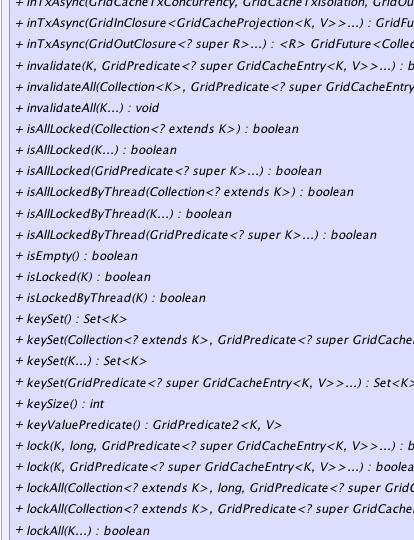 + inTxAsync(GridCacheTxConcurrency, GridCacheTxIsolation, GridOu
+ inTxAsync(GridInClosure<GridCacheProjection<K, V>>...) : GridFu
+ inTxAsync(GridOutClosure<? super R>...) : <R> GridFuture<Collec
+ invalidate(K, GridPredicate<? super GridCacheEntry<K, V>>...) : b
+ invalidateAll(Collection<K>, GridPredicate<? super GridCacheEntry
+ invalidateAll(K...) : void
+ isAllLocked(Collection<? extends K>) : boolean
+ isAllLocked(K...) : boolean
+ isAllLocked(GridPredicate<? super K>...) : boolean
+ isAllLockedByThread(Collection<? extends K>) : boolean
+ isAllLockedByThread(K...) : boolean
+ isAllLockedByThread(GridPredicate<? super K>...) : boolean
+ isEmpty() : boolean
+ isLocked(K) : boolean
+ isLockedByThread(K) : boolean
+ keySet() : Set<K>
+ keySet(Collection<? extends K>, GridPredicate<? super GridCache
+ keySet(K...) : Set<K>
+ keySet(GridPredicate<? super GridCacheEntry<K, V>>...) : Set<K>
+ keySize() : int
+ keyValuePredicate() : GridPredicate2<K, V>
+ lock(K, long, GridPredicate<? super GridCacheEntry<K, V>>...) : b
+ lock(K, GridPredicate<? super GridCacheEntry<K, V>>...) : boolea
+ lockAll(Collection<? extends K>, long, GridPredicate<? super GridC
+ lockAll(Collection<? extends K>, GridPredicate<? super GridCache
+ lockAll(K...) : boolean